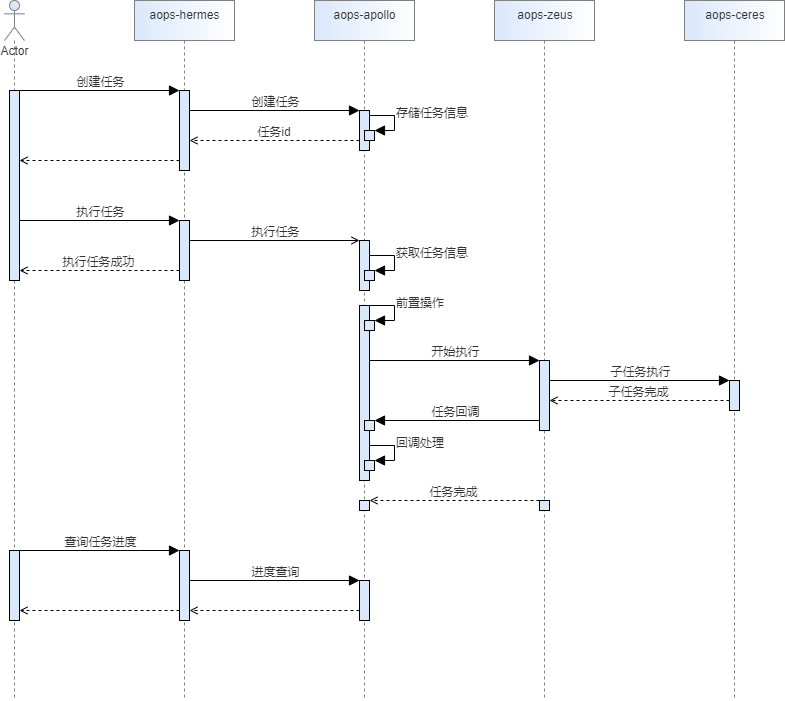 aops-hermes
aops-apollo
aops-zeus
aops-ceres
Actor
创建任务
创建任务
存储任务信息
任务id
执行任务
执行任务
获取任务信息
执行任务成功
前置操作
开始执行
子任务执行
子任务完成
任务回调
回调处理
任务完成
查询任务进度
进度查询